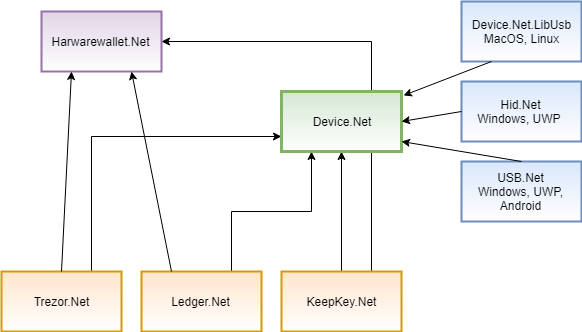 Harwarewallet.Net
Device.Net.LibUsb
MacOS, Linux
Hid.Net
Windows, UWP
Device.Net
USB.Net
Windows, UWP,
Android
Trezor.Net
Ledger.Net
KeepKey.Net